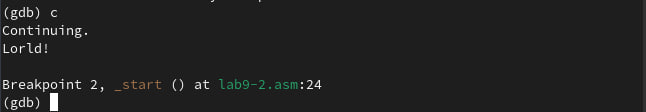 (gdb) c
Continuing.
Lorld!
Breakpoint 2, _start () at lab9-2.asm:24
(gdb)